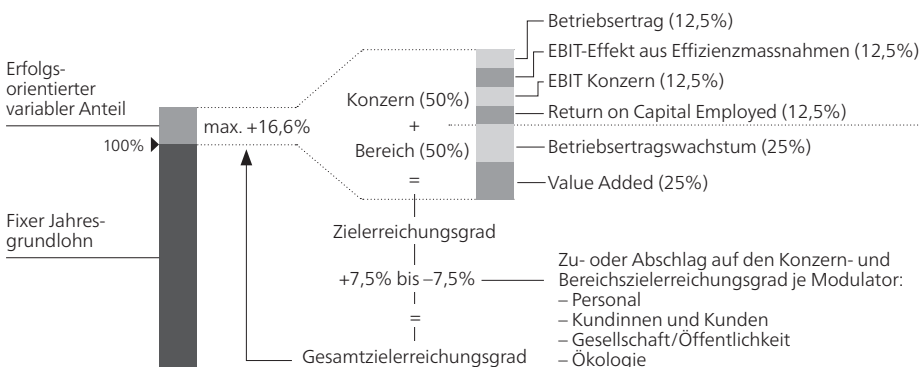 Erfolgs-
orientierter
variabler Anteil
100%
Fixer Jahres-
grundlohn
max. +16,6%
Konzern (50%)
+
Bereich (50%)
=
Zielerreichungsgrad
+7,5% bis –7,5%
=
Gesamtzielerreichungsgrad
Betriebsertrag (12,5%)
EBIT-Effekt aus Effizienzmassnahmen (12,5%)
EBIT Konzern (12,5%)
Return on Capital Employed (12,5%)
Betriebsertragswachstum (25%)
Value Added (25%)
Zu- oder Abschlag auf den Konzern- und
Bereichszielerreichungsgrad je Modulator:
– Personal
– Kundinnen und Kunden
– Gesellschaft/Öffentlichkeit
– Ökologie